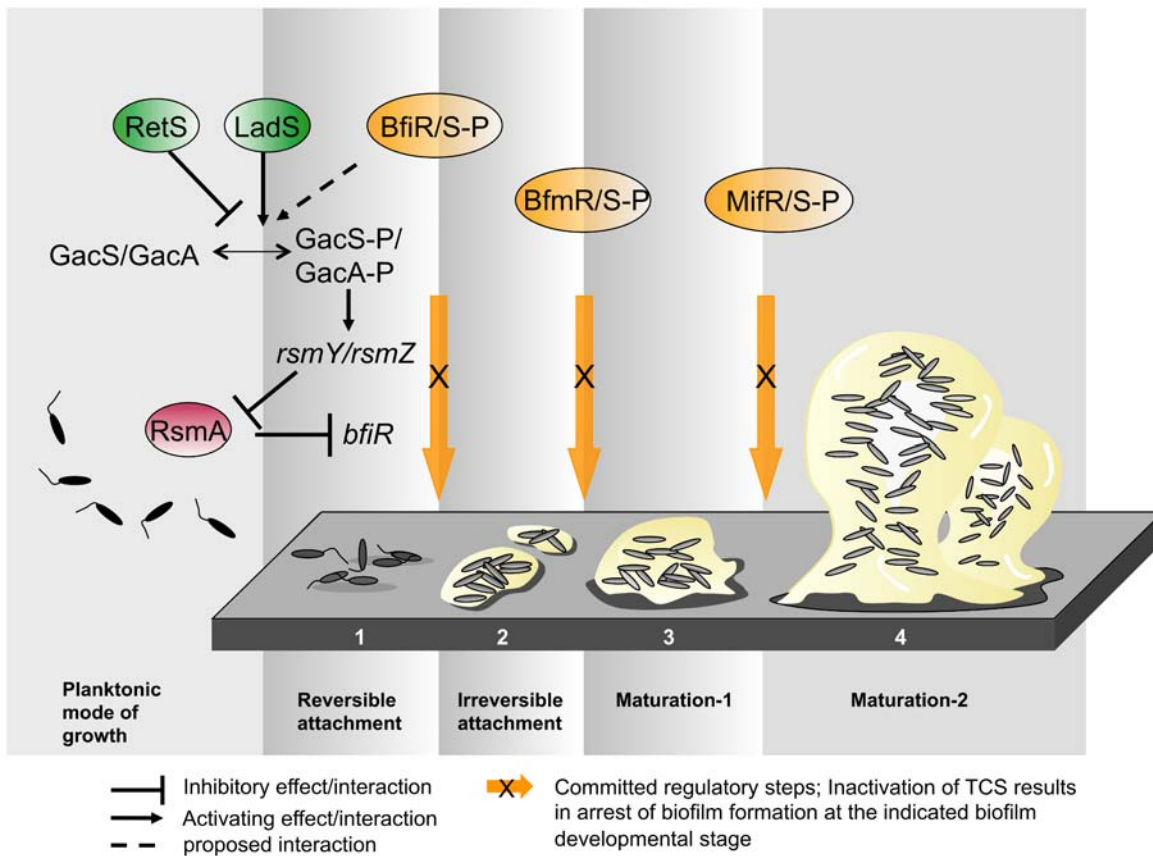 RetS
LadS
BfiR/S-P
BfmR/S-P
MifR/S-P
GacS/GacA
GacS-P/
GacA-P
rsmY/rsmZ
X
X
X
RsmA
bfiR
1
2
3
4
Planktonic
mode of
growth
Reversible
attachment
Irreversible
attachment
Maturation-1
Maturation-2
Inhibitory effect/interaction
Activating effect/interaction
proposed interaction
X
Committed regulatory steps; Inactivation of TCS results
in arrest of biofilm formation at the indicated biofilm
developmental stage